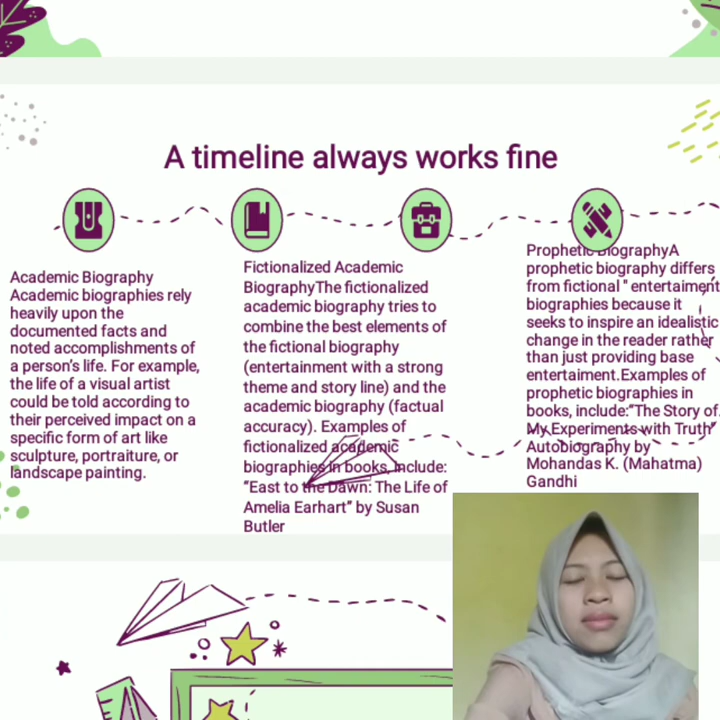 A timeline always works fine
Academic Biography
Academic biographies rely
heavily upon the
documented facts and
noted accomplishments of
a person's life. For example,
the life of a visual artist
could be told according to
their perceived impact on a
specific form of art like
sculpture, portraiture, or
landscape painting.
Fictionalized Academic
BiographyThe fictionalized
academic biography tries to
combine the best elements of
the fictional biography
(entertainment with a strong
theme and story line) and the
academic biography (factual
accuracy). Examples of
fictionalized academic
biographies in books, include:
“East to the Dawn: The Life of
Amelia Earhart” by Susan
Butler
Prophetic BiographyA
prophetic biography differs
from fictional " entertaiment
biographies because it
seeks to inspire an idealistic
change in the reader rather
than just providing base
entertaiment.Examples of
prophetic biographies in
books, include:“The Story of
My Experiments with Truth”
Autobiography by
Mohandas K. (Mahatma)
Gandhi